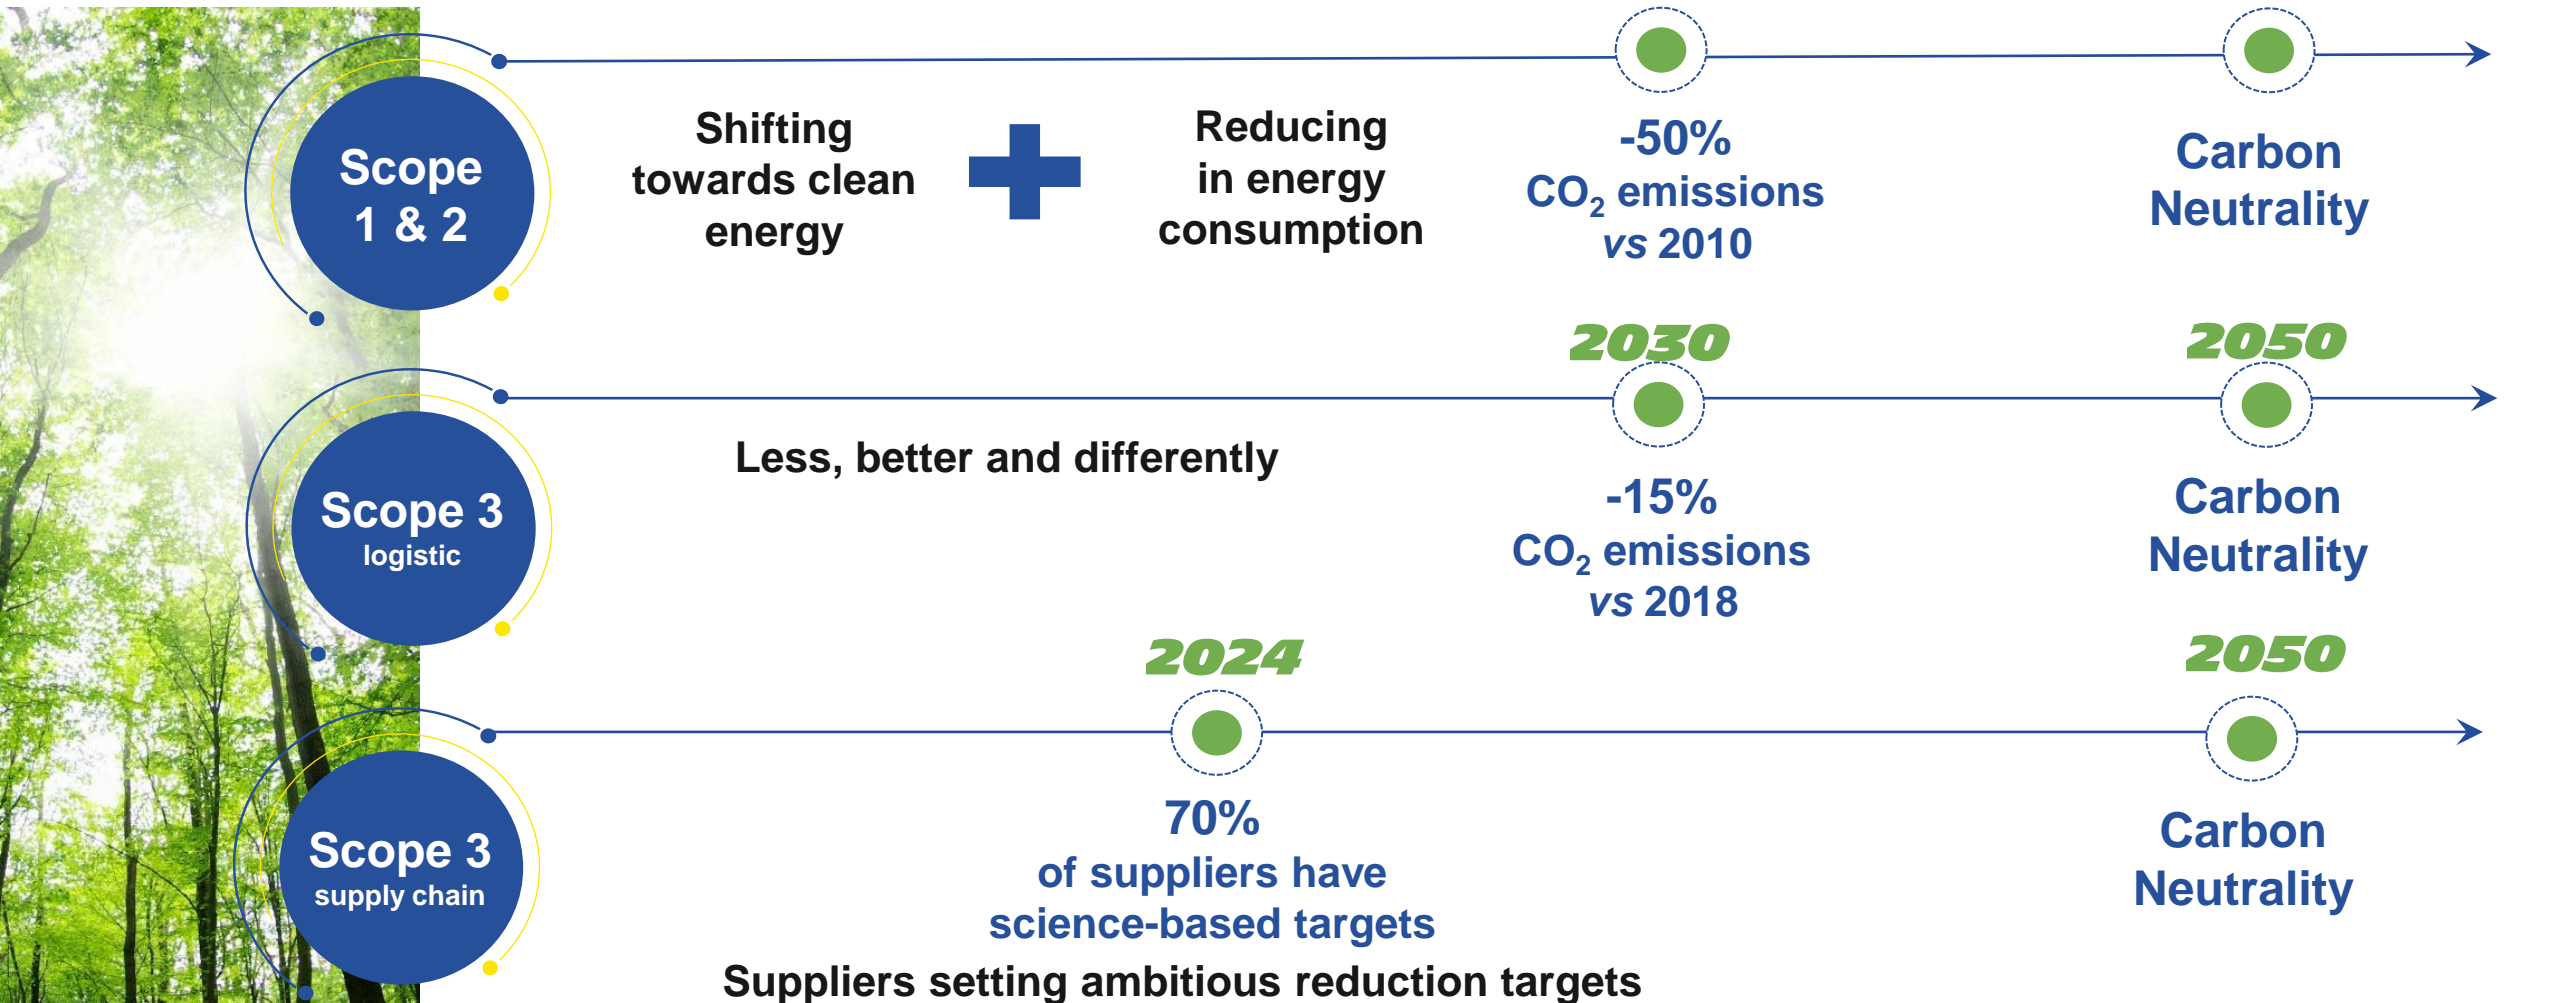 Scope
1 & 2
Shifting
towards clean
energy
Reducing
in energy
consumption
-50%
CO₂ emissions
vs 2010
Carbon
Neutrality
2030
2050
Scope 3
logistic
Less, better and differently
-15%
CO₂ emissions
vs 2018
Carbon
Neutrality
2024
2050
Scope 3
supply chain
70%
of suppliers have
science-based targets
Suppliers setting ambitious reduction targets
Carbon
Neutrality